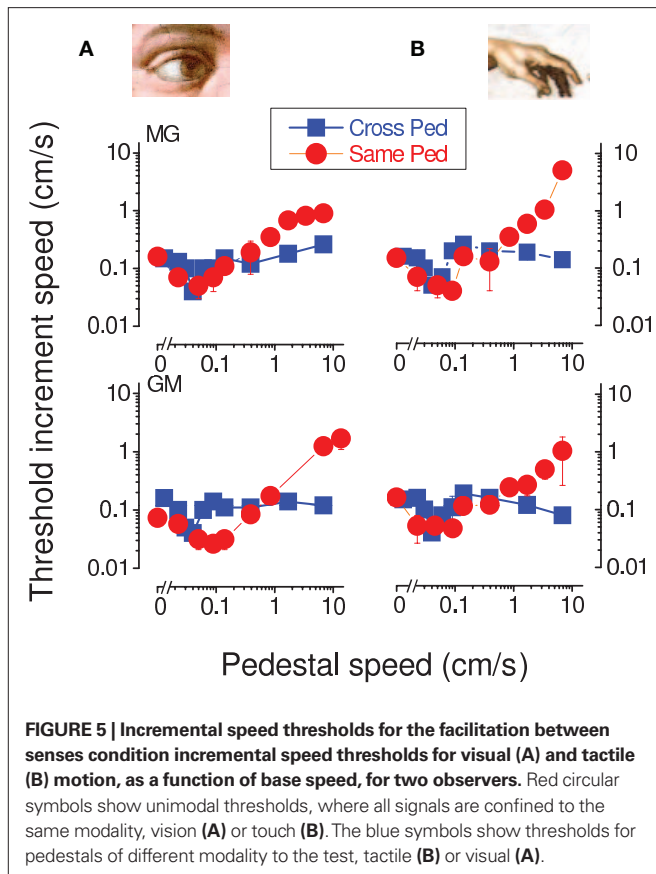 A
B
Cross Ped
Same Ped
MG
10
1
0.1
0.01
0 0.1 1 10
10
1
0.1
0.01
0 0.1 1 10
GM
10
1
0.1
0.01
0 0.1 1 10
10
1
0.1
0.01
0 0.1 1 10
Threshold increment speed (cm/s)
Pedestal speed (cm/s)
FIGURE 5 | Incremental speed thresholds for the facilitation between
senses condition incremental speed thresholds for visual (A) and tactile
(B) motion, as a function of base speed, for two observers. Red circular
symbols show unimodal thresholds, where all signals are confined to the
same modality, vision (A) or touch (B). The blue symbols show thresholds for
pedestals of different modality to the test, tactile (B) or visual (A).